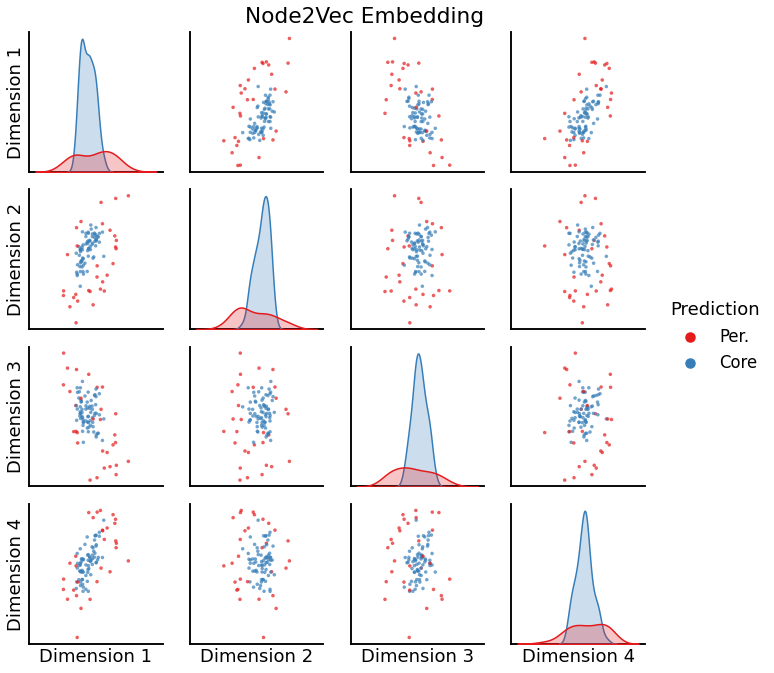 Node2Vec Embedding
Dimension 1
Dimension 2
Dimension 3
Dimension 4
Dimension 1
Dimension 2
Dimension 3
Dimension 4
Prediction
Per.
Core